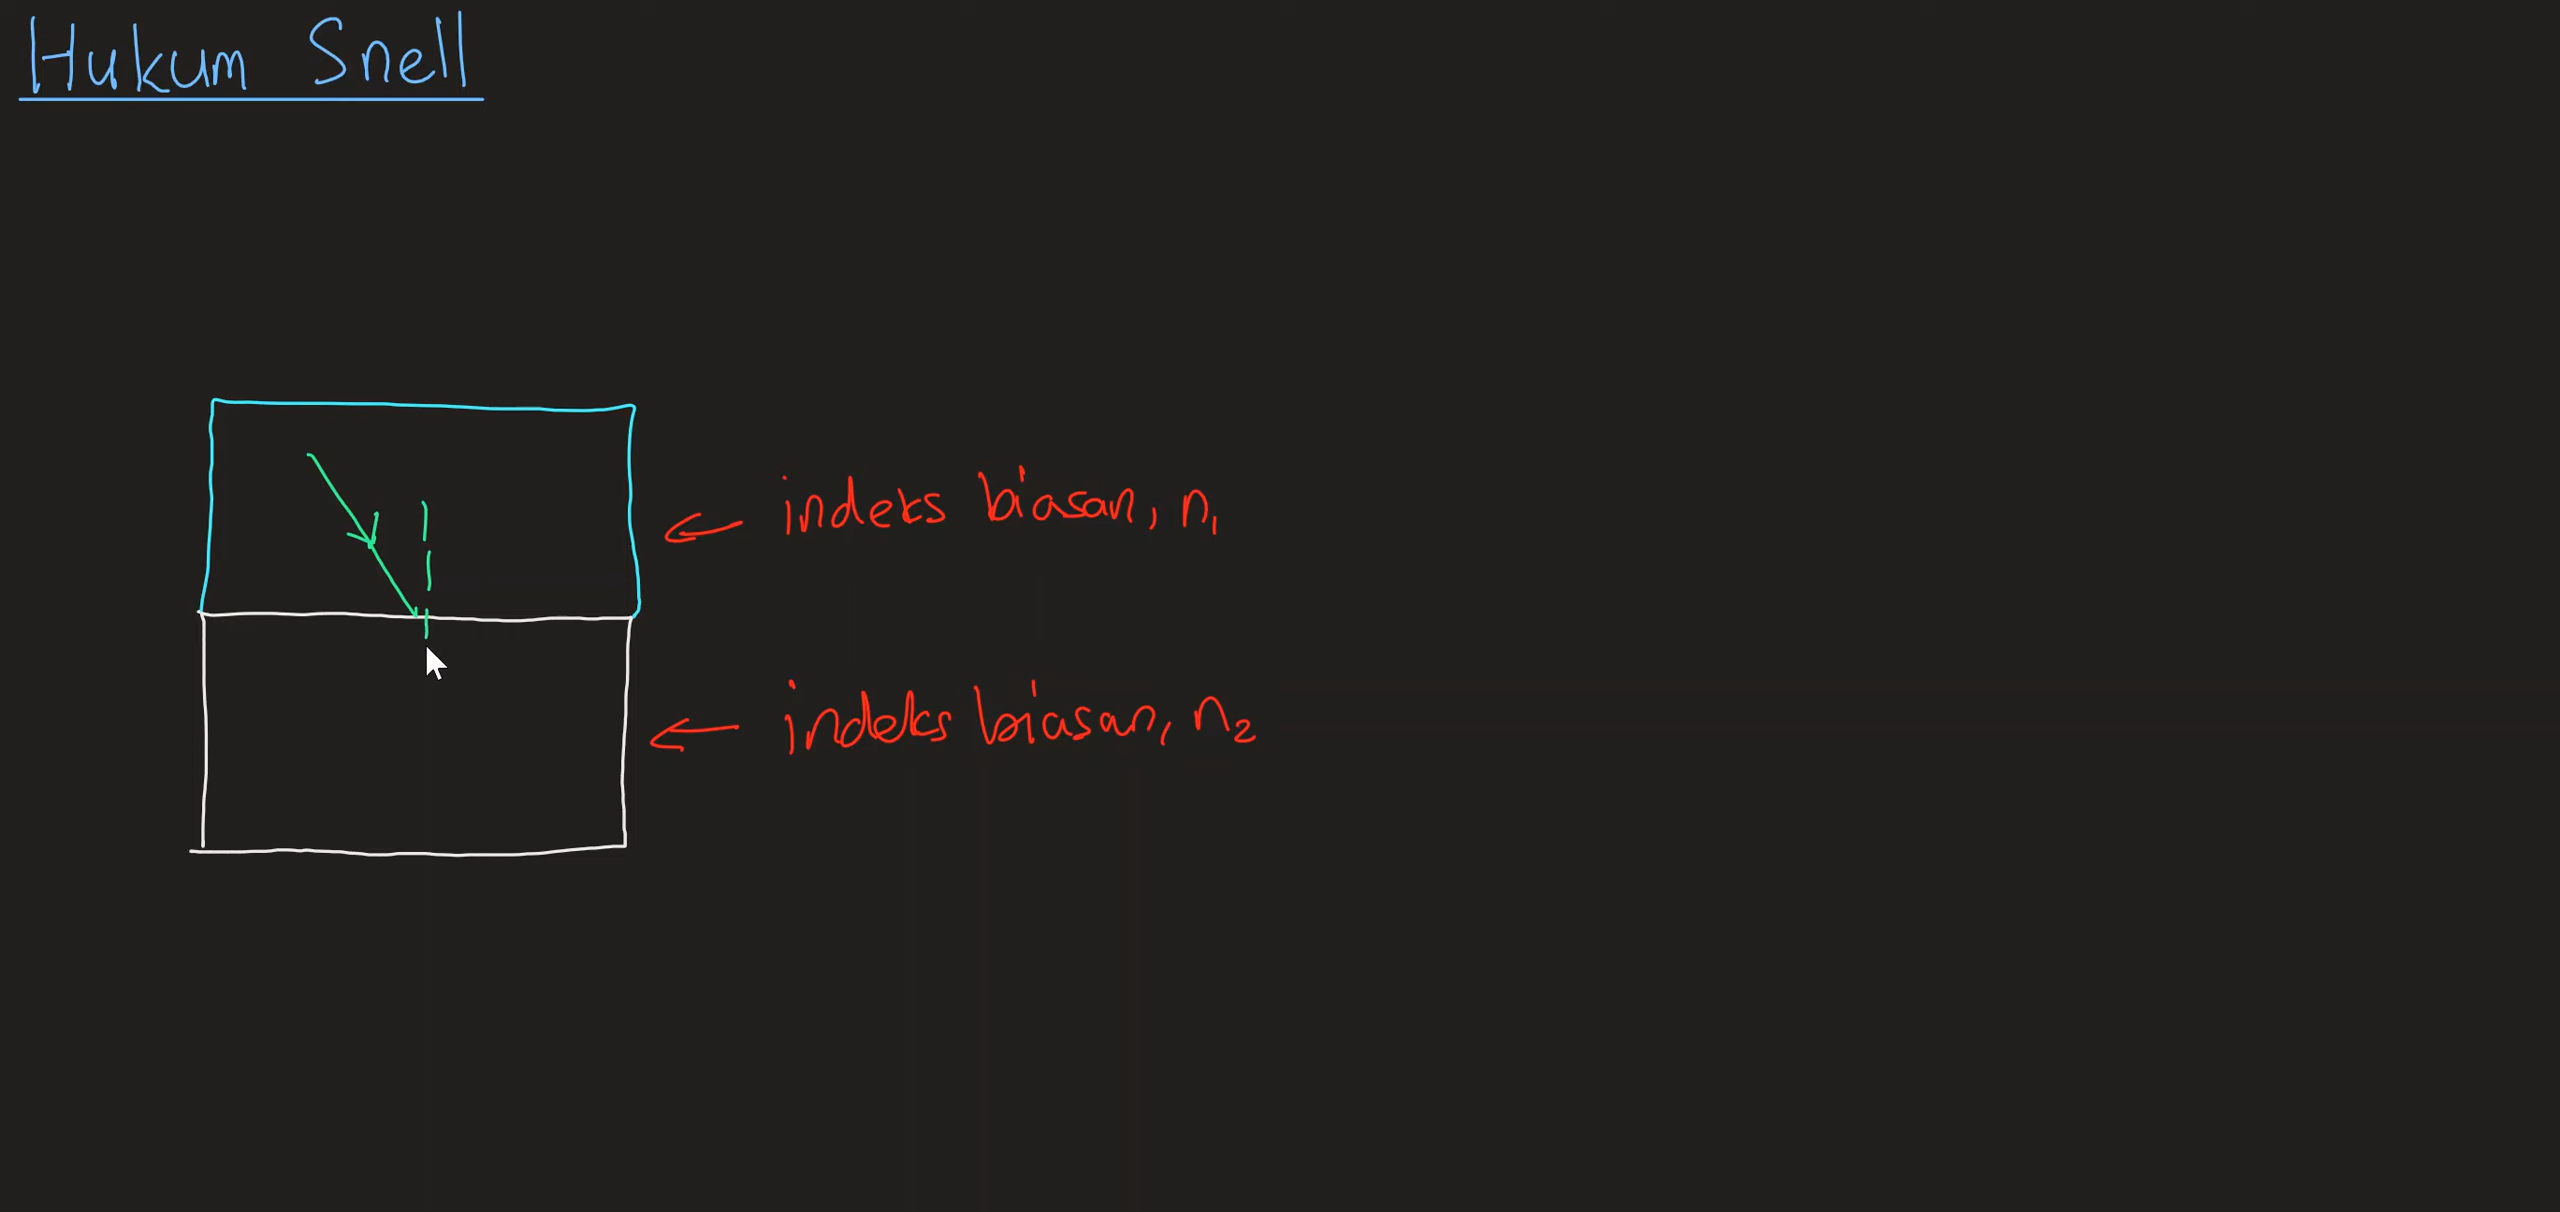 Hukum Snell
indeks biasan, n₁
indeks biasan, n₂